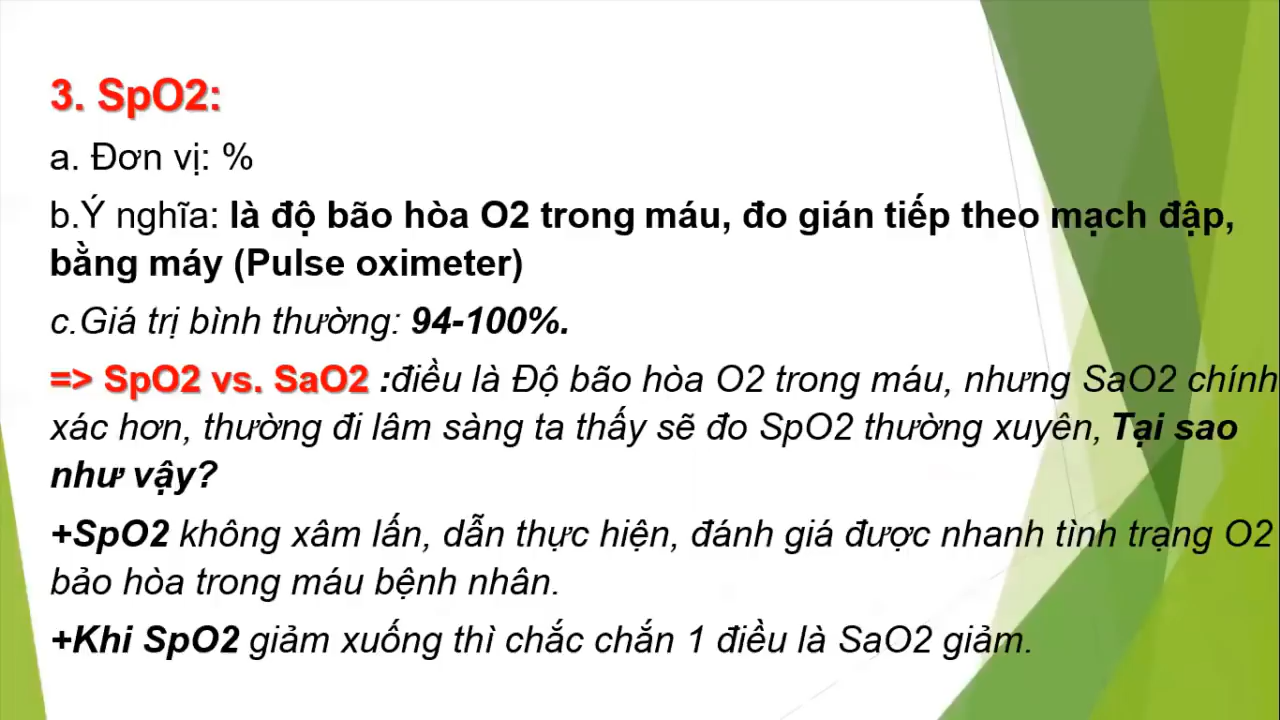 3. SpO2:
a. Đơn vị: %
b.Ý nghĩa: là độ bão hòa O2 trong máu, đo gián tiếp theo mạch đập,
bằng máy (Pulse oximeter)
c.Giá trị bình thường: 94-100%.
=> SpO2 vs. SaO2 :điều là Độ bão hòa O2 trong máu, nhưng SaO2 chính
xác hơn, thường đi lâm sàng ta thấy sẽ đo SpO2 thường xuyên, Tại sao
như vậy?
+SpO2 không xâm lấn, dẫn thực hiện, đánh giá được nhanh tình trạng O2
bảo hòa trong máu bệnh nhân.
+Khi SpO2 giảm xuống thì chắc chắn 1 điều là SaO2 giảm.